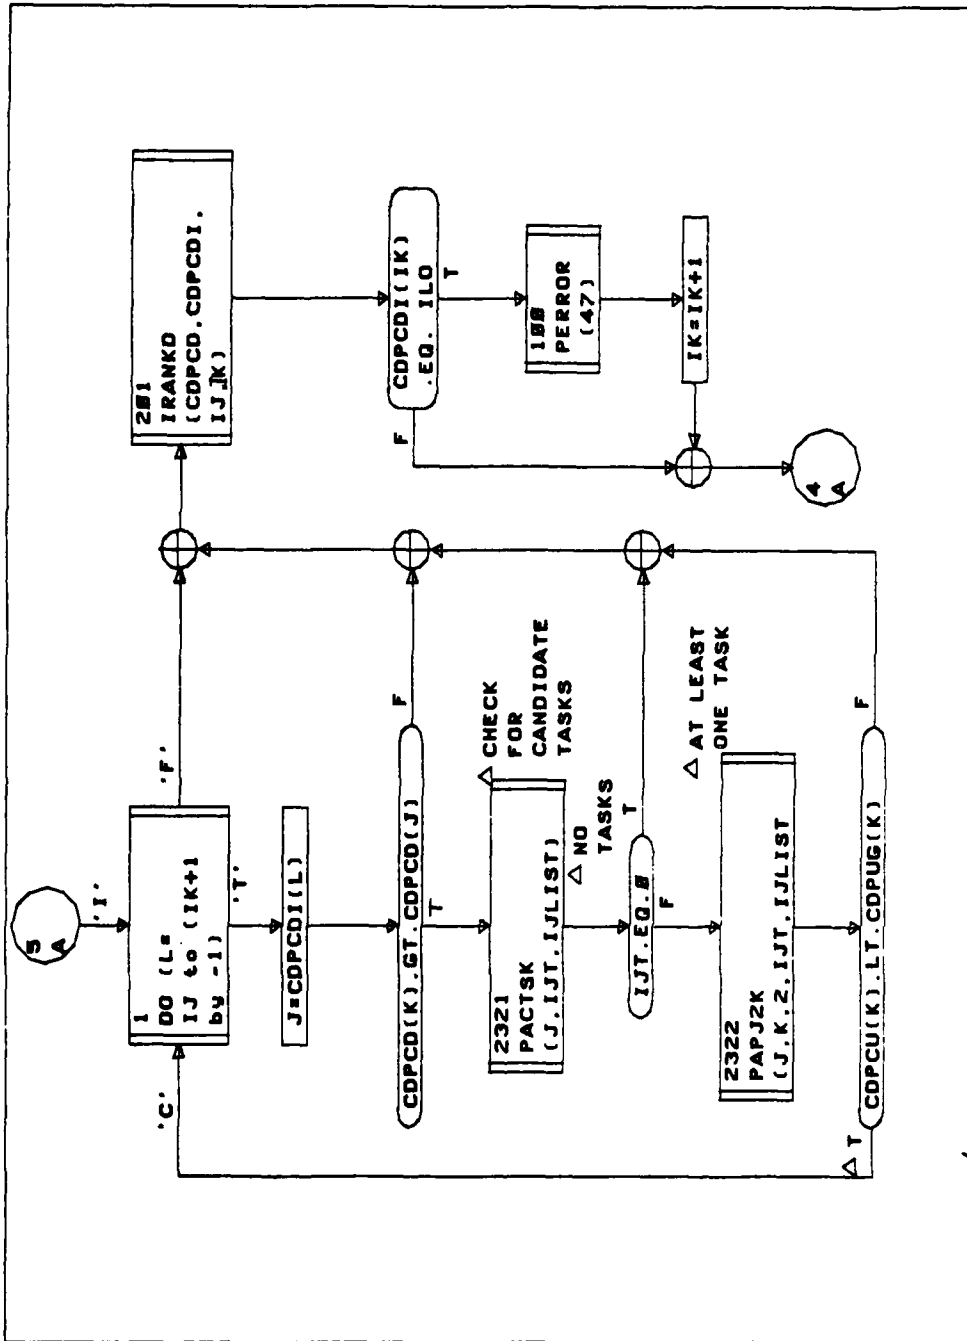 5
A
'I'
'C'
1
DO (L=
IJ to (IK+1
by -1)
'F'
'T'
J=CDPCDI(L)
CDPCD(K).GT.CDPCD(J)
F
T
2321
PACTSK
(J,IJT,IJLIST)
△ CHECK
FOR
CANDIDATE
TASKS
△ NO
TASKS
IJT.EQ.0
T
F
2322
PAPJ2K
(J,K,2,IJT,IJLIST
△ AT LEAST
ONE TASK
CDPCU(K).LT.CDPUG(K)
△ T
F
201
IRANKD
(CDPCD,CDPCDI,
IJ,IK)
CDPCDI(IK)
.EQ. ILO
F
T
100
PERROR
(47)
IK=IK+1
4
A